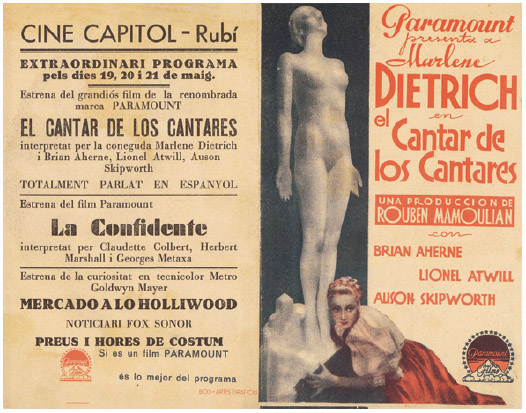 CINE CAPITOL - Rubí
EXTRAORDINARI PROGRAMA
pels dies 19, 20 i 21 de maig.
Estrena del grandiós film de la renombrada
marca PARAMOUNT
EL CANTAR DE LOS CANTARES
interpretat per la coneguda Marlene Dietrich
i Brian Aherne, Lionel Atwill, Auson
Skipworth
TOTALMENT PARLAT EN ESPANYOL
Estrena del film Paramount
La Confidente
interpretat per Claudette Colbert, Herbert
Marshall i Georges Metaxa
Estrena de la curiositat en tecnicolor Metro
Goldwyn Mayer
MERCADO A LO HOLLIWOOD
NOTICIARI FOX SONOR
PREUS I HORES DE COSTUM
Si es un film PARAMOUNT
és lo mejor del programa
Paramount
presenta a
Marlene
DIETRICH
en
el
Cantar de
los Cantares
UNA PRODUCCION DE
ROUBEN MAMOULIAN
con
BRIAN AHERNE
LIONEL ATWILL
ALISON SKIPWORTH
Paramount
Films